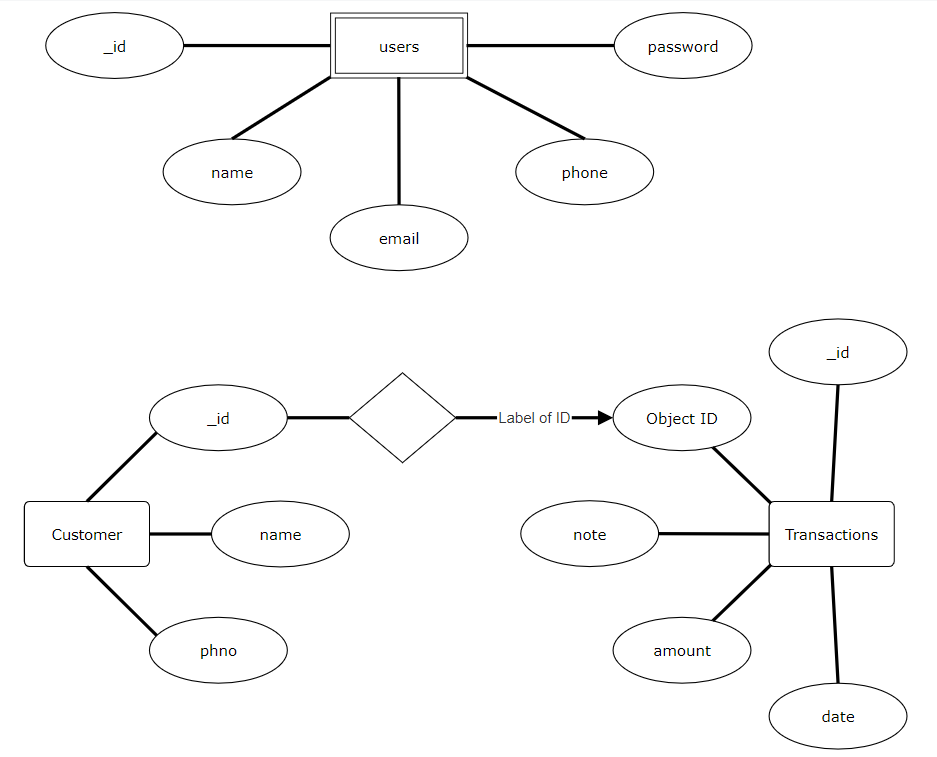 _id
users
password
name
phone
email
_id
_id
Label of ID
Object ID
Customer
name
note
Transactions
phno
amount
date